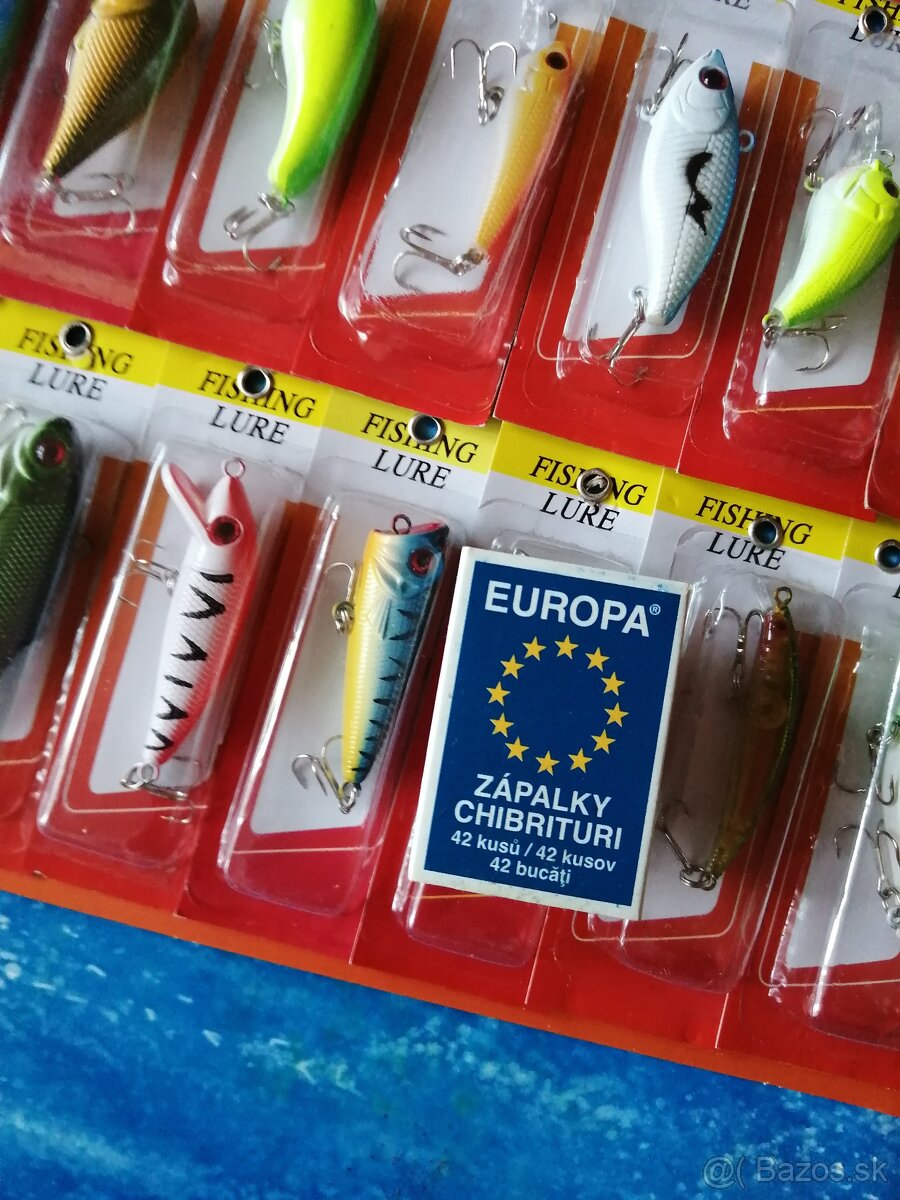 FISHING
LURE
FISHING
LURE
FISHING
LURE
FISHING
LURE
FISHING
LURE
EUROPA®
ZÁPALKY
CHIBRITURI
42 kusů / 42 kusov
42 bucăţi
@( Bazos.sk